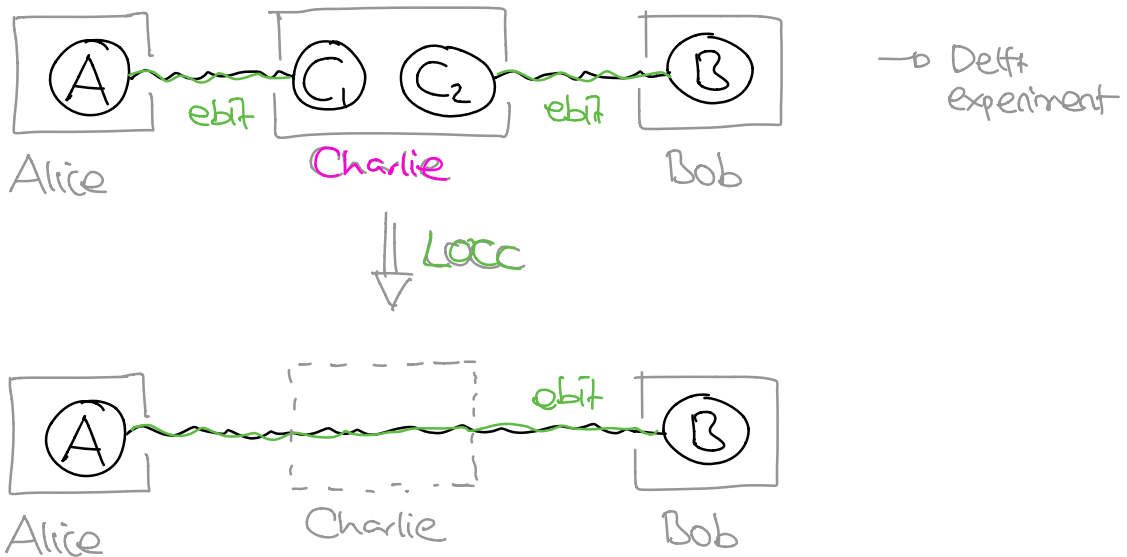 A C₁ C₂ B → Delft
ebit ebit experiment
Alice Charlie Bob
LOCC
ebit
A B
Alice Charlie Bob